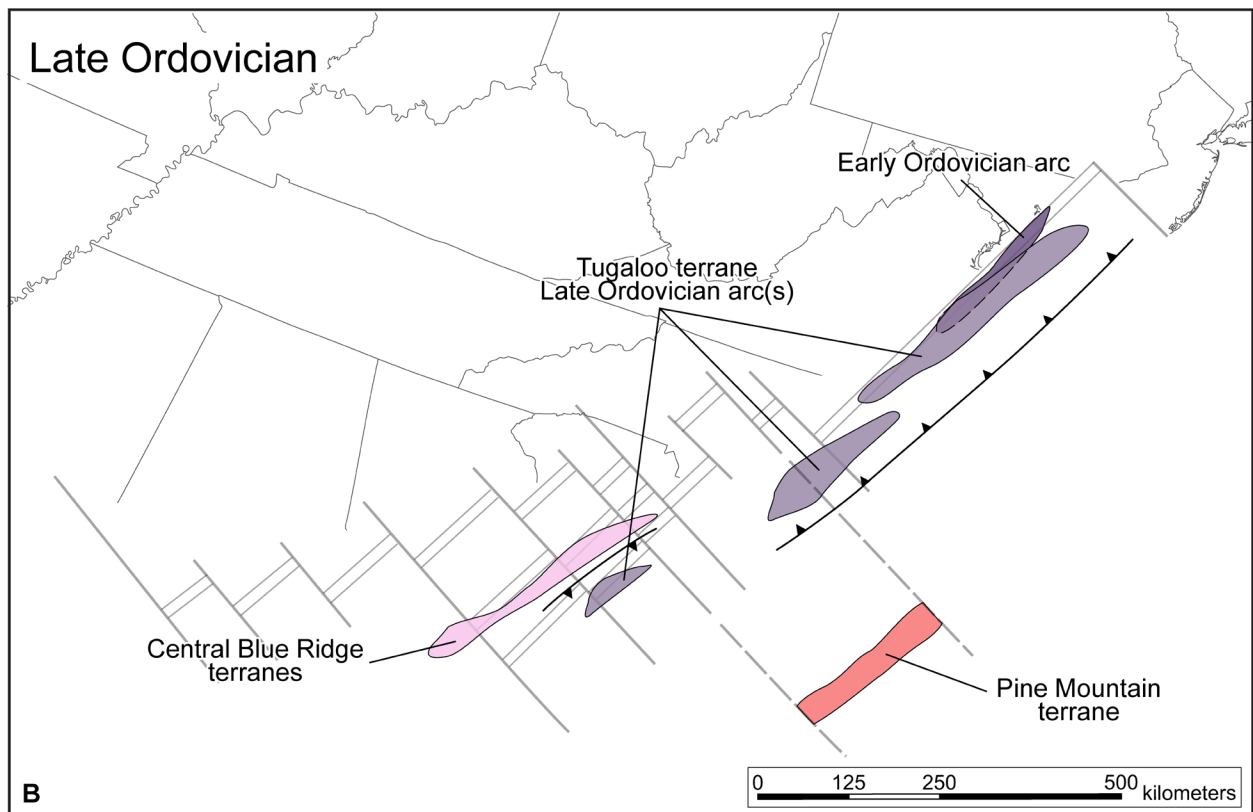 Late Ordovician
Early Ordovician arc
Tugaloo terrane
Late Ordovician arc(s)
Central Blue Ridge
terranes
Pine Mountain
terrane
B
0 125 250 500 kilometers